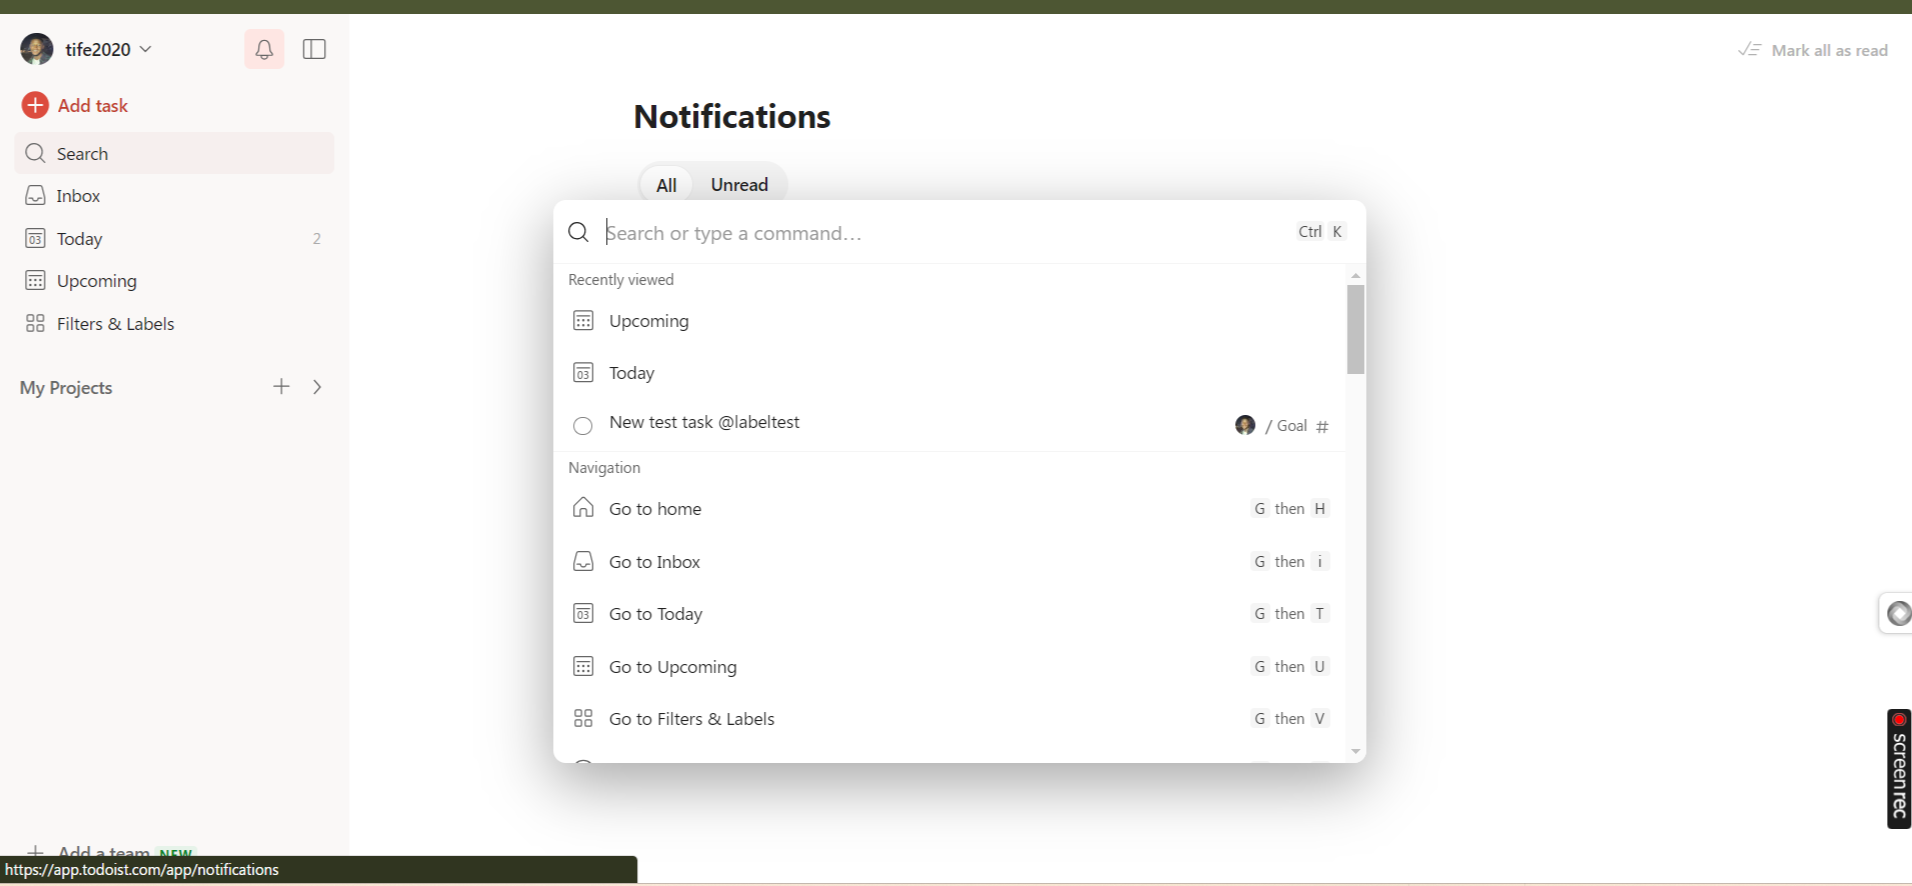 tife2020
Add task
Search
Inbox
Today 2
Upcoming
Filters & Labels
My Projects
Add a team NEW
https://app.todoist.com/app/notifications
Mark all as read
Notifications
All Unread
Search or type a command... Ctrl K
Recently viewed
Upcoming
03 Today
New test task @labeltest / Goal #
Navigation
Go to home G then H
Go to Inbox G then i
03 Go to Today G then T
Go to Upcoming G then U
Go to Filters & Labels G then V
screenrec